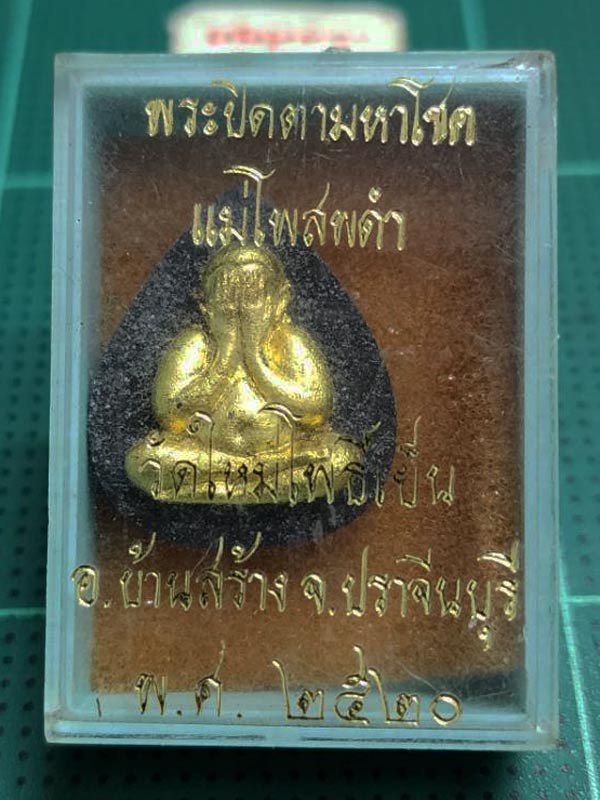 พระปิดตามหาโชค
แม่โพสพดำ
วัดใหม่โพธิ์เย็น
อ.บ้านสร้าง จ.ปราจีนบุรี
พ.ศ. ๒๕๒๐